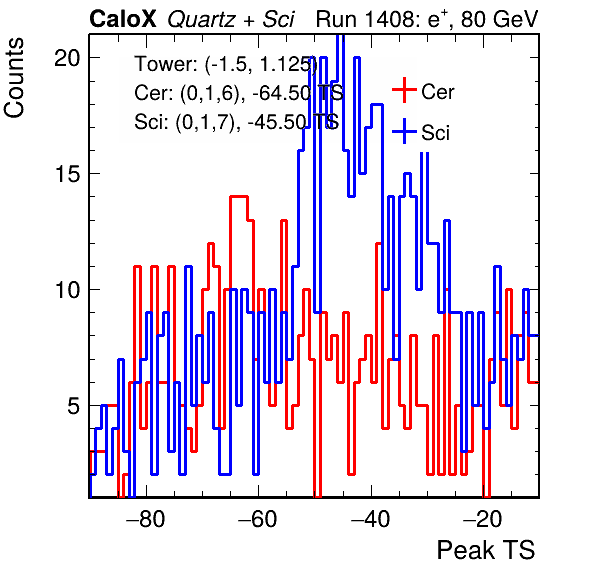 CaloX Quartz + Sci Run 1408: e+, 80 GeV
Counts
Tower: (-1.5, 1.125)
Cer: (0,1,6), -64.50 TS
Sci: (0,1,7), -45.50 TS
Cer
Sci
20
15
10
5
−80 −60 −40 −20
Peak TS